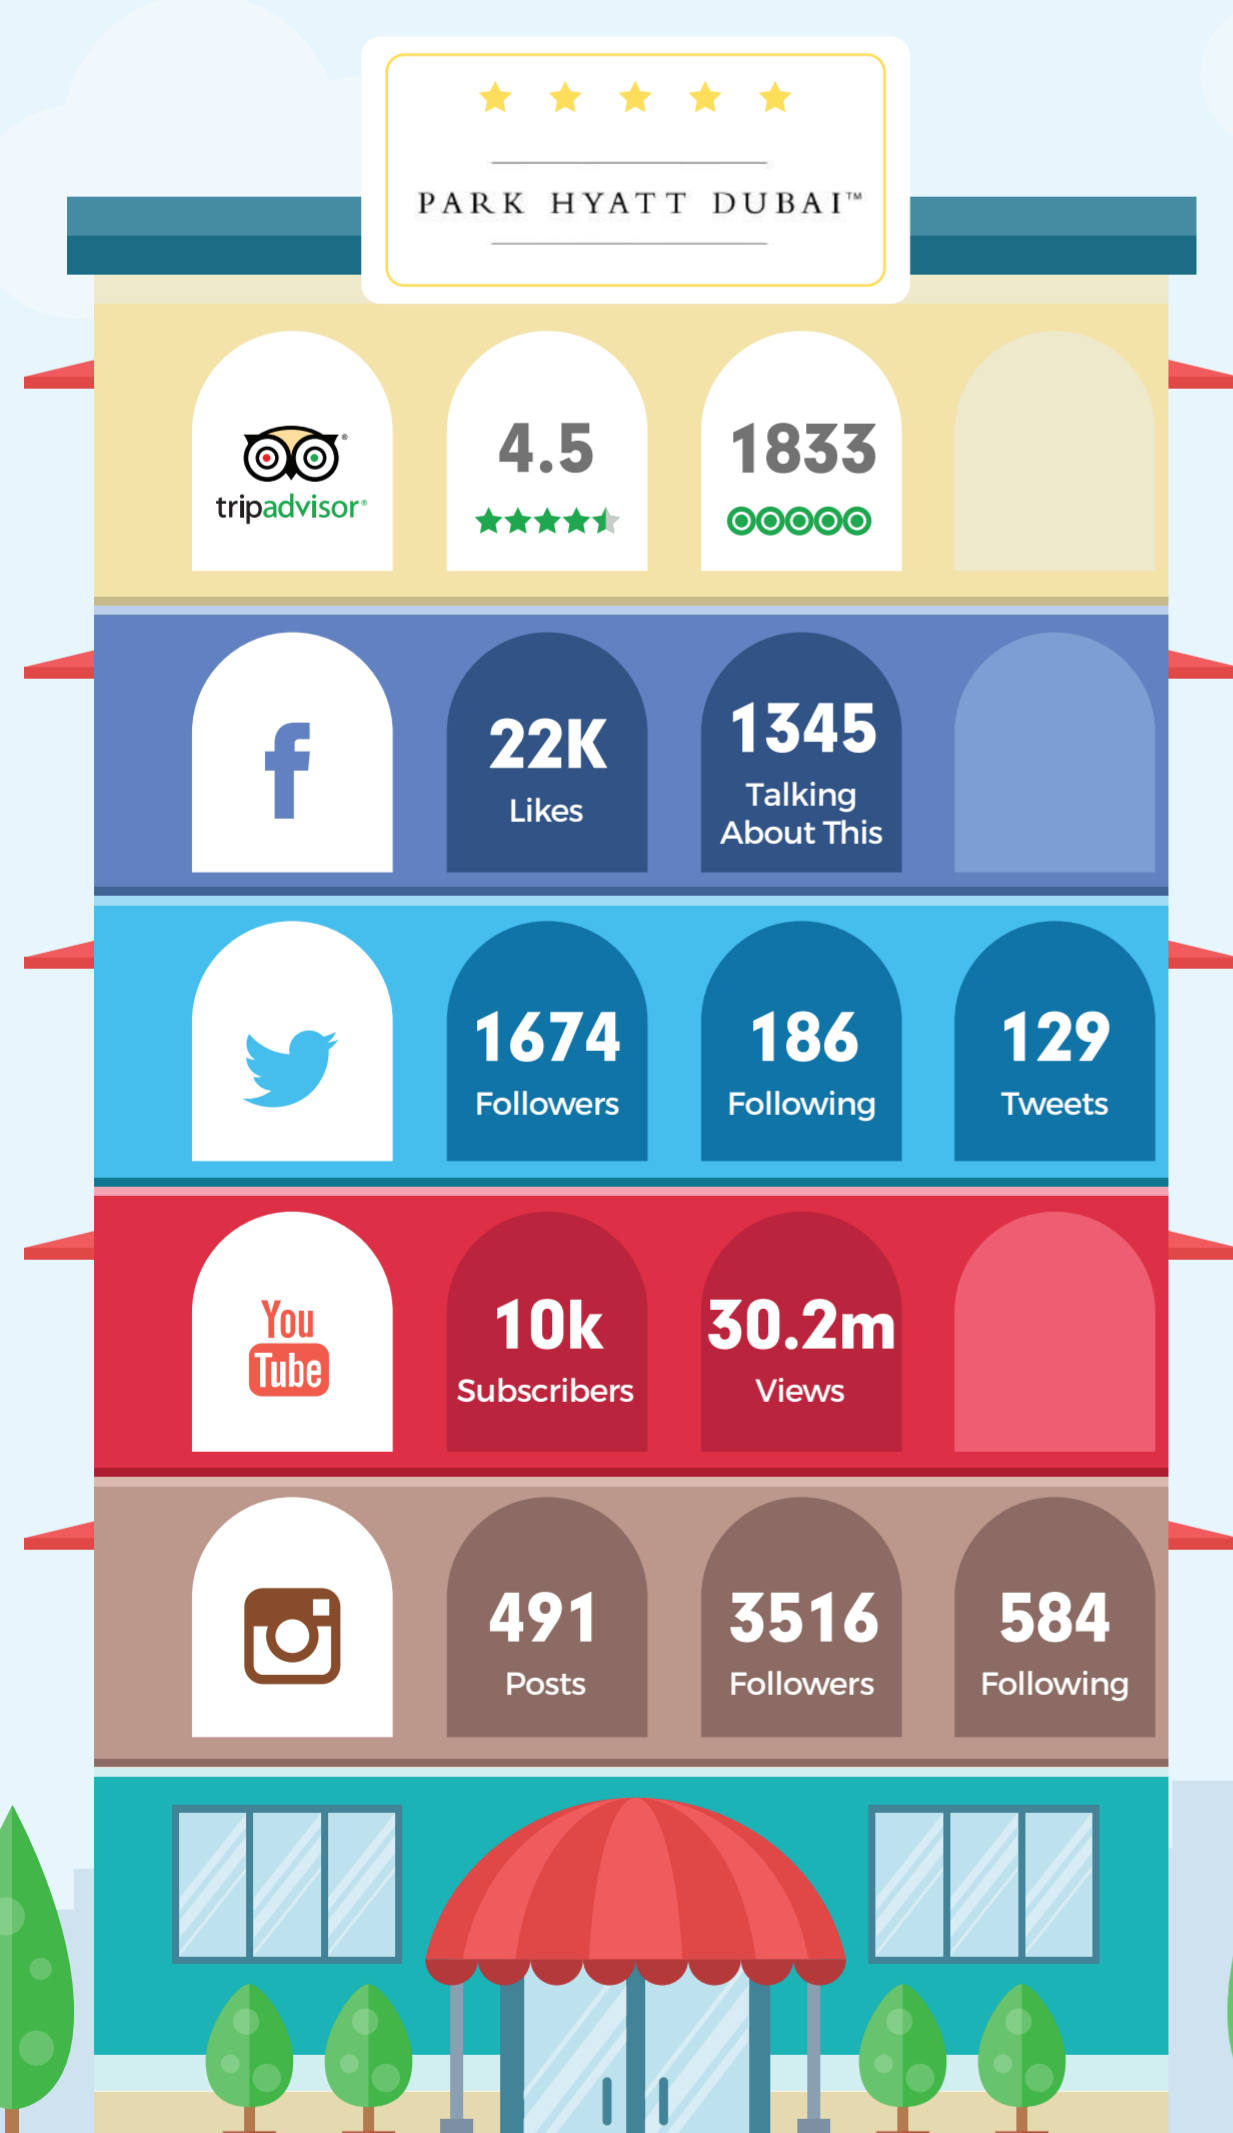 PARK HYATT DUBAI™
tripadvisor®
4.5
1833
f
22K
Likes
1345
Talking
About This
1674
Followers
186
Following
129
Tweets
You
Tube
10k
Subscribers
30.2m
Views
491
Posts
3516
Followers
584
Following